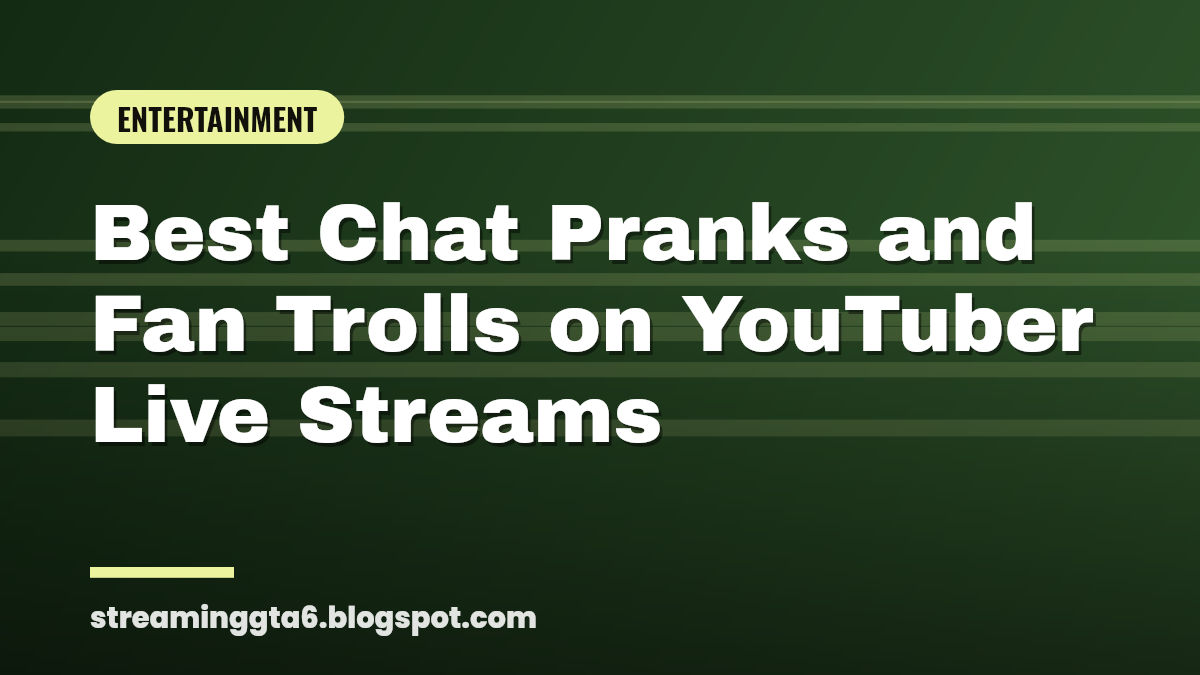 ENTERTAINMENT
Best Chat Pranks and
Fan Trolls on YouTuber
Live Streams
streaminggta6.blogspot.com